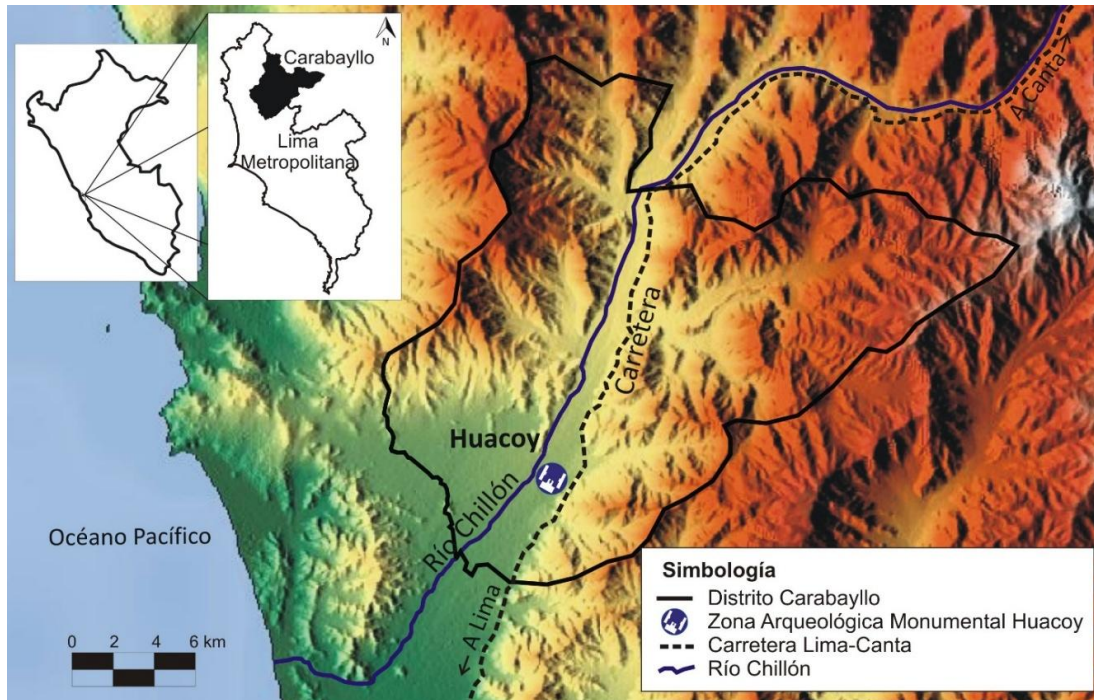 N
Carabayllo
Lima
Metropolitana
A Canta →
Carretera
Huacoy
Río Chillón
Océano Pacífico
← A Lima
0 2 4 6 km
Simbología
Distrito Carabayllo
Zona Arqueológica Monumental Huacoy
Carretera Lima-Canta
Río Chillón